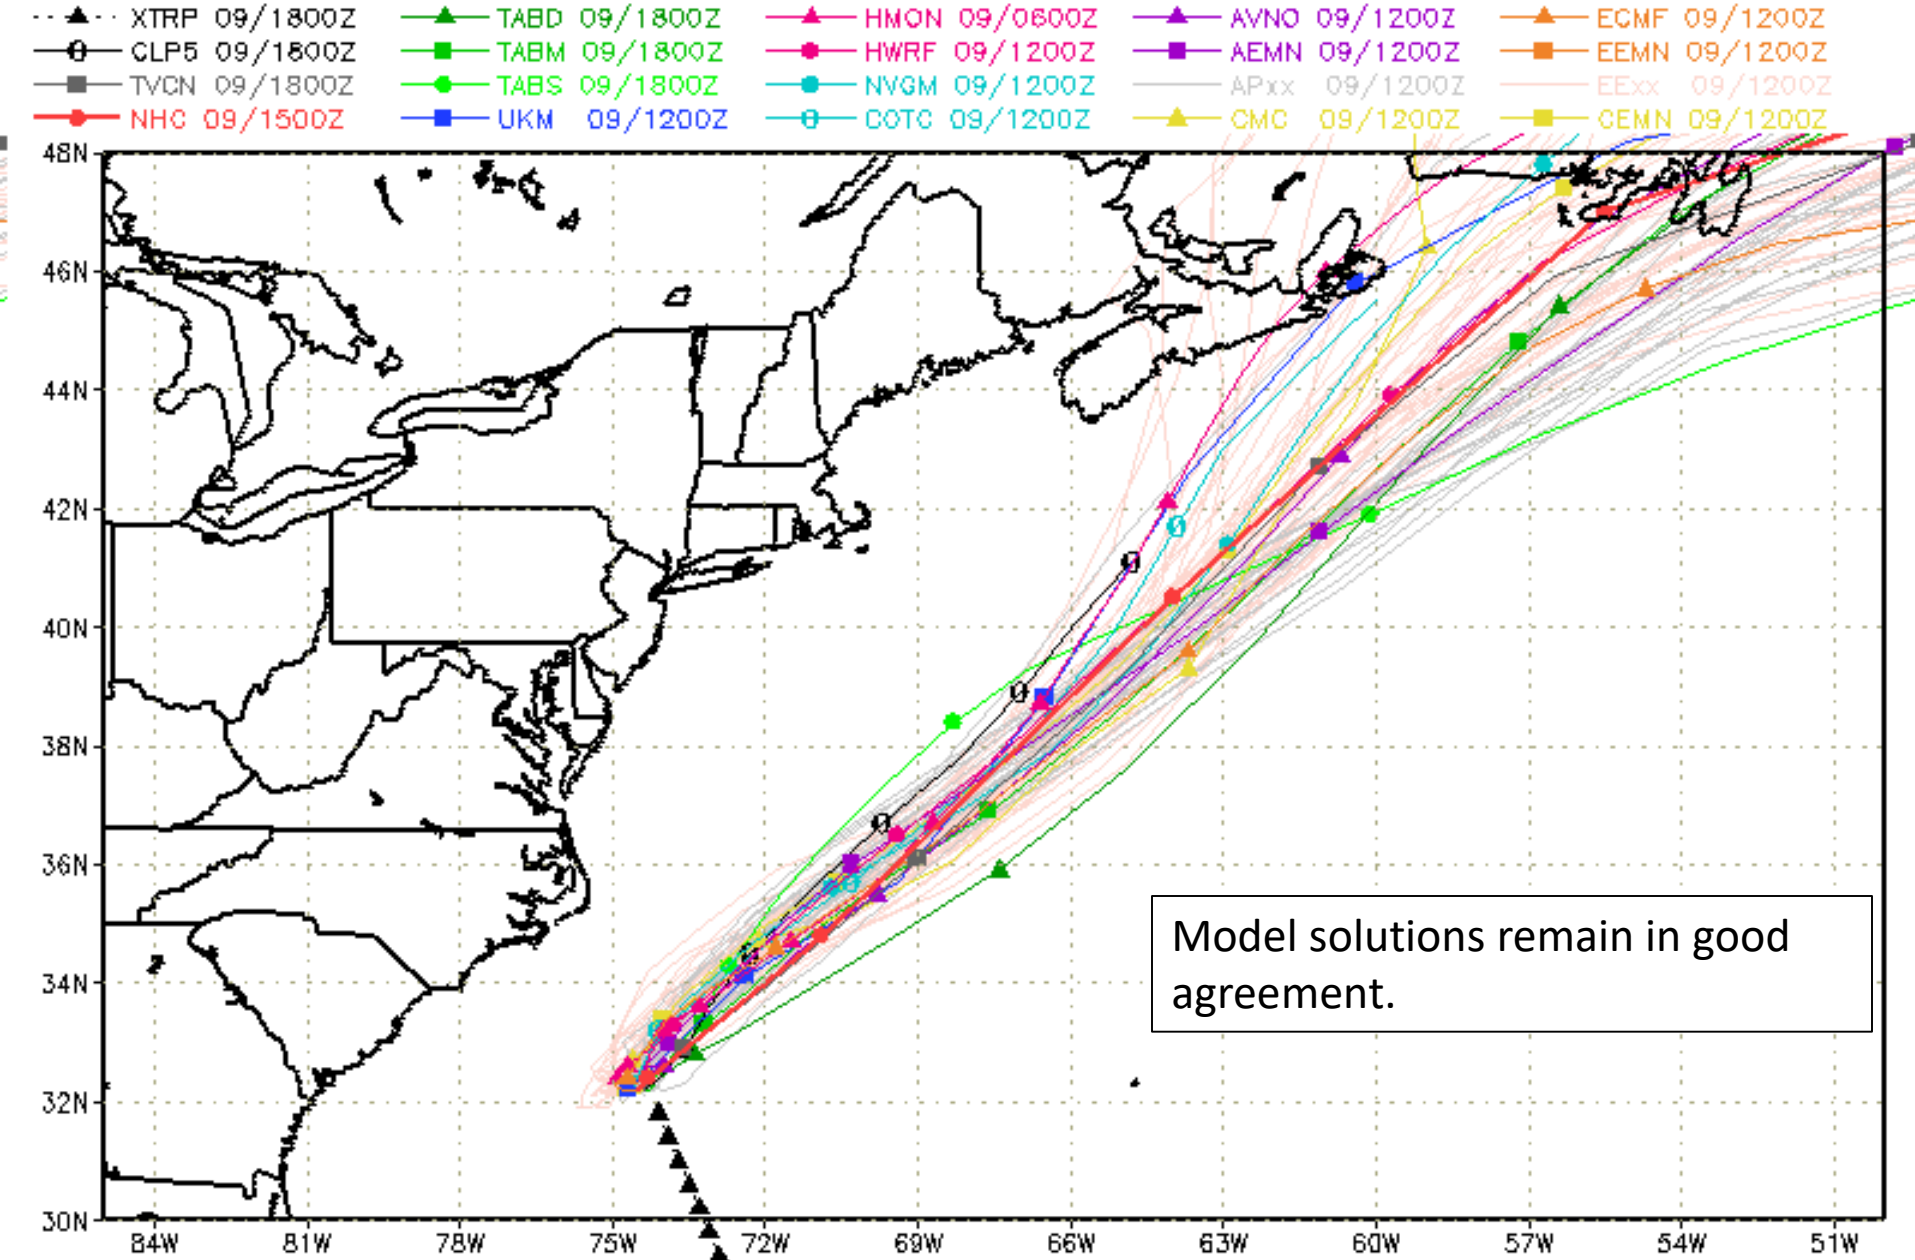 XTRP 09/1800Z TABD 09/1800Z HMON 09/0600Z AVNO 09/1200Z ECMF 09/1200Z
CLP5 09/1800Z TABM 09/1800Z HWRF 09/1200Z AEMN 09/1200Z EEMN 09/1200Z
TVCN 09/1800Z TABS 09/1800Z NVGM 09/1200Z APxx 09/1200Z EExx 09/1200Z
NHC 09/1500Z UKM 09/1200Z COTC 09/1200Z CMC 09/1200Z CEMN 09/1200Z
48N
46N
44N
42N
40N
38N
36N
34N
32N
30N
Model solutions remain in good
agreement.
84W 81W 78W 75W 72W 69W 66W 63W 60W 57W 54W 51W